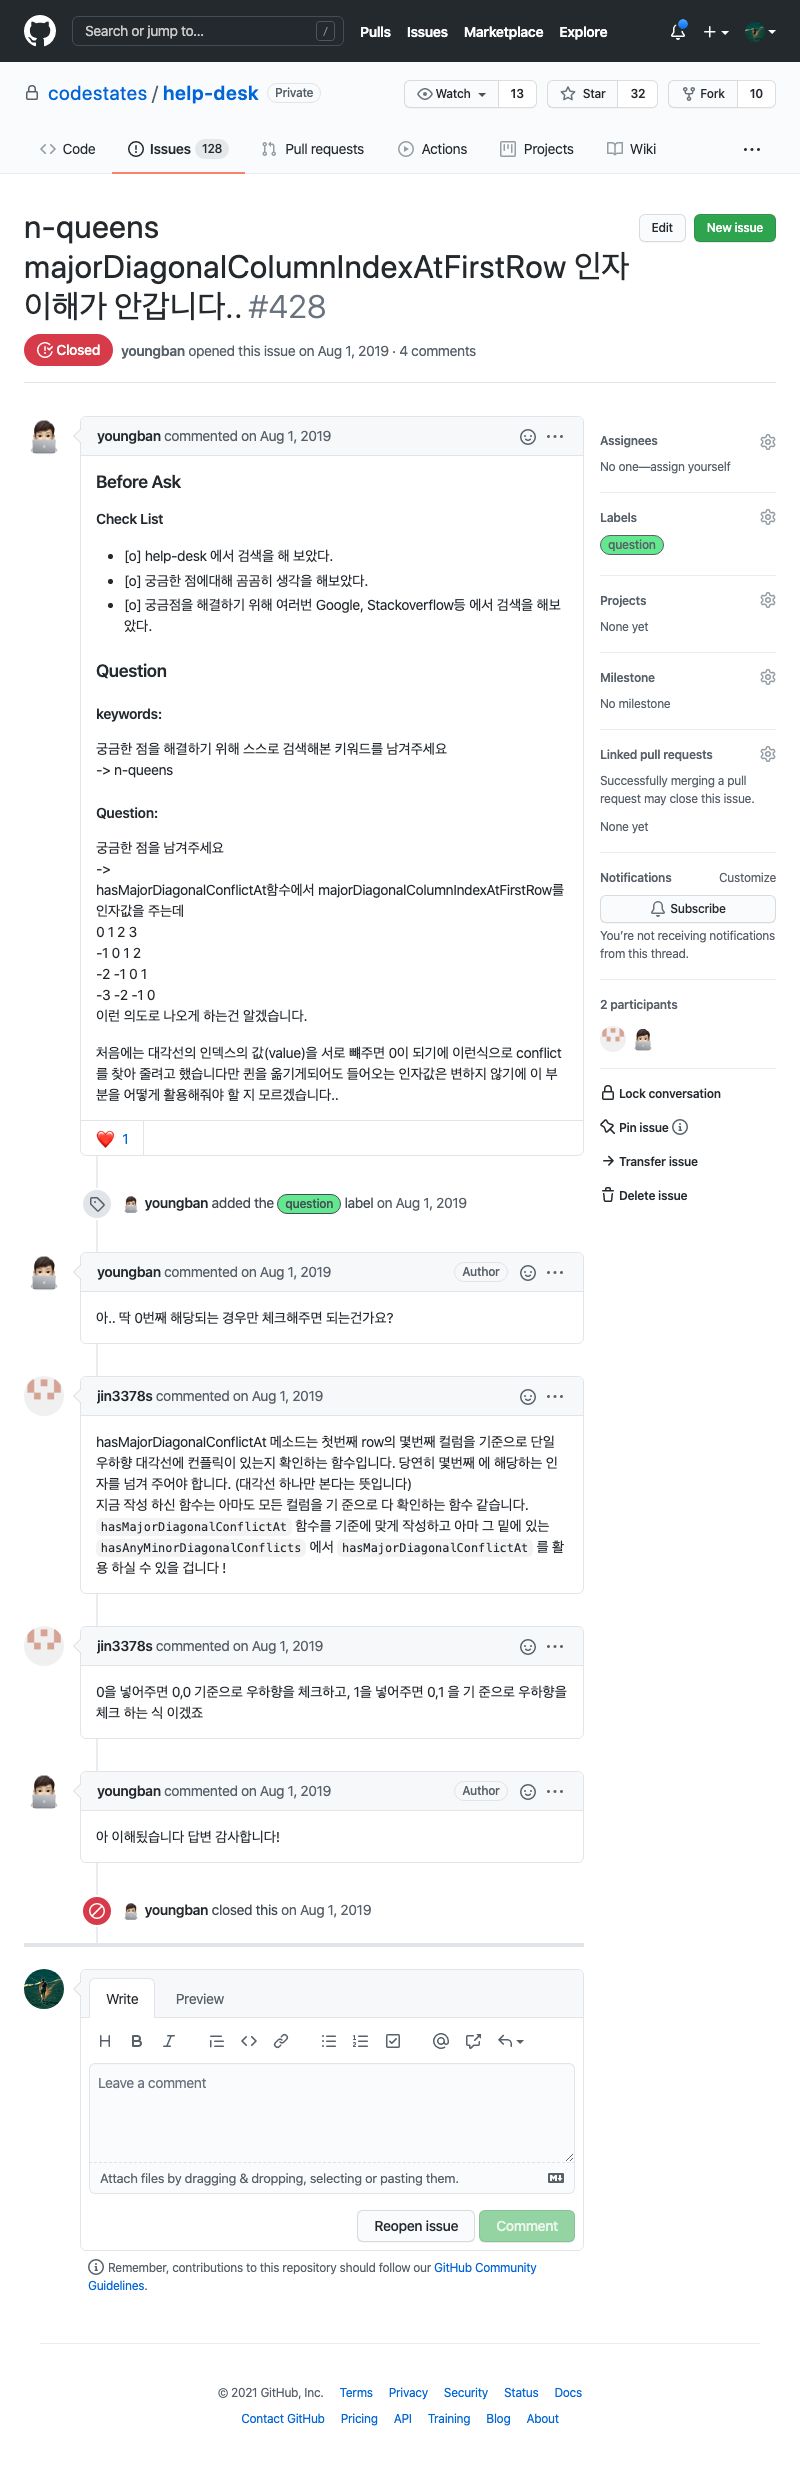 Search or jump to... /
Pulls Issues Marketplace Explore
codestates / help-desk Private
Watch 13 Star 32 Fork 10
Code Issues 128 Pull requests Actions Projects Wiki ...
n-queens
majorDiagonalColumnIndexAtFirstRow 인자
이해가 안갑니다.. #428
Edit New issue
Closed youngban opened this issue on Aug 1, 2019 · 4 comments
youngban commented on Aug 1, 2019
Before Ask
Check List
• [o] help-desk 에서 검색을 해 보았다.
• [o] 궁금한 점에대해 곰곰히 생각을 해보았다.
• [o] 궁금점을 해결하기 위해 여러번 Google, Stackoverflow등 에서 검색을 해보
았다.
Question
keywords:
궁금한 점을 해결하기 위해 스스로 검색해본 키워드를 남겨주세요
-> n-queens
Question:
궁금한 점을 남겨주세요
->
hasMajorDiagonalConflictAt함수에서 majorDiagonalColumnIndexAtFirstRow를
인자값을 주는데
0 1 2 3
-1 0 1 2
-2 -1 0 1
-3 -2 -1 0
이런 의도로 나오게 하는건 알겠습니다.
처음에는 대각선의 인덱스의 값(value)을 서로 뺴주면 0이 되기에 이런식으로 conflict
를 찾아 줄려고 했습니다만 퀸을 옮기게되어도 들어오는 인자값은 변하지 않기에 이 부
분을 어떻게 활용해줘야 할 지 모르겠습니다..
❤️ 1
youngban added the question label on Aug 1, 2019
youngban commented on Aug 1, 2019 Author
아.. 딱 0번째 해당되는 경우만 체크해주면 되는건가요?
jin3378s commented on Aug 1, 2019
hasMajorDiagonalConflictAt 메소드는 첫번째 row의 몇번째 컬럼을 기준으로 단일
우하향 대각선에 컨플릭이 있는지 확인하는 함수입니다. 당연히 몇번째 에 해당하는 인
자를 넘겨 주어야 합니다. (대각선 하나만 본다는 뜻입니다)
지금 작성 하신 함수는 아마도 모든 컬럼을 기 준으로 다 확인하는 함수 같습니다.
hasMajorDiagonalConflictAt 함수를 기준에 맞게 작성하고 아마 그 밑에 있는
hasAnyMinorDiagonalConflicts 에서 hasMajorDiagonalConflictAt 를 활
용 하실 수 있을 겁니다 !
jin3378s commented on Aug 1, 2019
0을 넣어주면 0,0 기준으로 우하향을 체크하고, 1을 넣어주면 0,1 을 기 준으로 우하향을
체크 하는 식 이겠죠
youngban commented on Aug 1, 2019 Author
아 이해됬습니다 답변 감사합니다!
youngban closed this on Aug 1, 2019
Assignees
No one—assign yourself
Labels
question
Projects
None yet
Milestone
No milestone
Linked pull requests
Successfully merging a pull
request may close this issue.
None yet
Notifications Customize
Subscribe
You're not receiving notifications
from this thread.
2 participants
Lock conversation
Pin issue
Transfer issue
Delete issue
Write Preview
Leave a comment
Attach files by dragging & dropping, selecting or pasting them.
Reopen issue Comment
Remember, contributions to this repository should follow our GitHub Community
Guidelines.
© 2021 GitHub, Inc. Terms Privacy Security Status Docs
Contact GitHub Pricing API Training Blog About